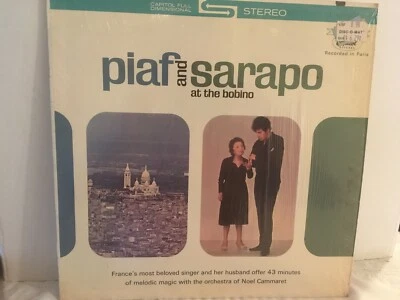 CAPITOL FULL
DIMENSIONAL
STEREO
Recorded in Paris
piaf and sarapo
at the bobino
France's most beloved singer and her husband offer 43 minutes
of melodic magic with the orchestra of Noel Commaret